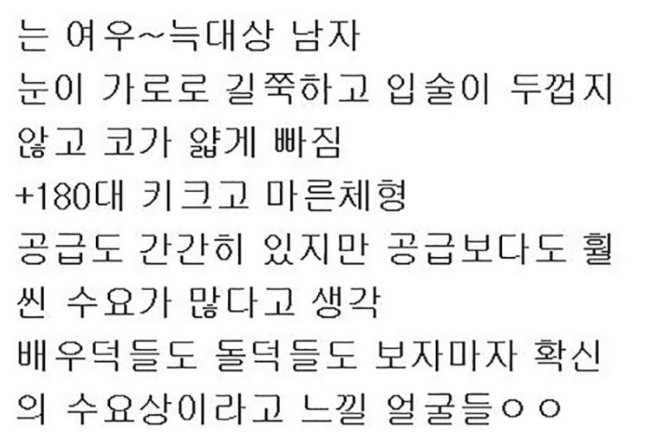 는 여우~늑대상 남자
눈이 가로로 길쭉하고 입술이 두껍지
않고 코가 얇게 빠짐
+180대 키크고 마른체형
공급도 간간히 있지만 공급보다도 훨
씬 수요가 많다고 생각
배우덕들도 돌덕들도 보자마자 확신
의 수요상이라고 느낄 얼굴들ㅇㅇ